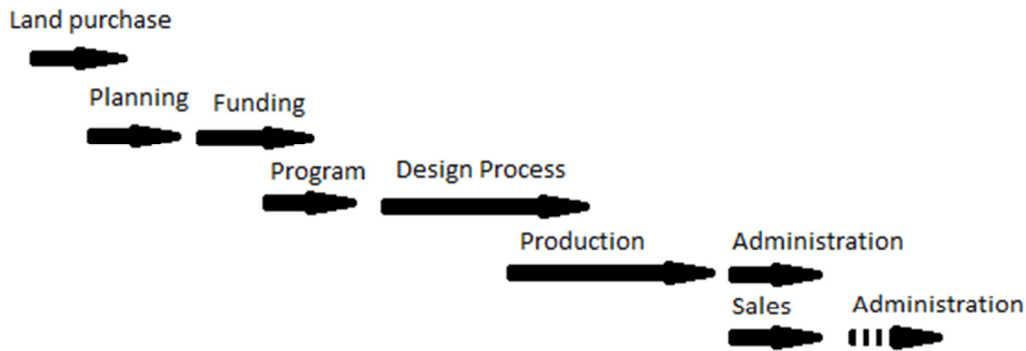 Land purchase
Planning Funding
Program Design Process
Production Administration
Sales Administration